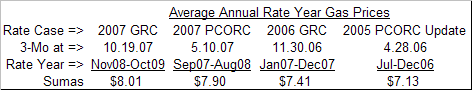 Average Annual Rate Year Gas Prices
Rate Case => 2007 GRC 2007 PCORC 2006 GRC 2005 PCORC Update
3-Mo at => 10.19.07 5.10.07 11.30.06 4.28.06
Rate Year => Nov08-Oct09 Sep07-Aug08 Jan07-Dec07 Jul-Dec06
Sumas $8.01 $7.90 $7.41 $7.13